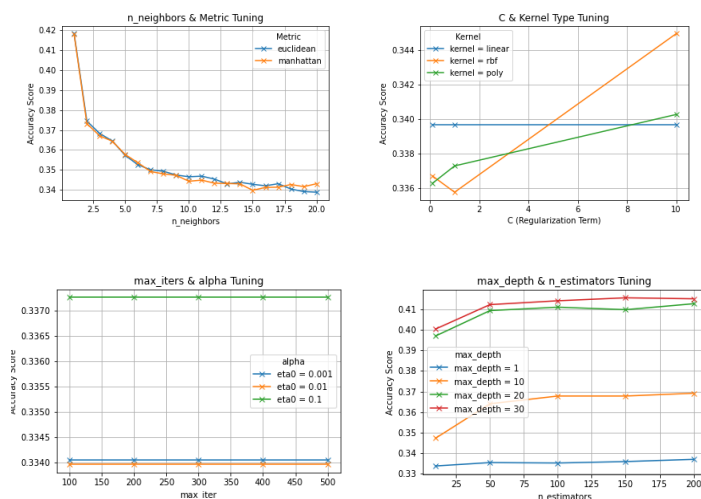 n_neighbors & Metric Tuning
0.42
0.41
0.40
0.39
0.38
0.37
0.36
0.35
0.34
Accuracy Score
Metric
euclidean
manhattan
2.5 5.0 7.5 10.0 12.5 15.0 17.5 20.0
n_neighbors
C & Kernel Type Tuning
0.344
0.342
0.340
0.338
0.336
Accuracy Score
Kernel
kernel = linear
kernel = rbf
kernel = poly
0 2 4 6 8 10
C (Regularization Term)
max_iters & alpha Tuning
0.3370
0.3365
0.3360
0.3355
0.3350
0.3345
0.3340
Accuracy Score
alpha
eta0 = 0.001
eta0 = 0.01
eta0 = 0.1
100 150 200 250 300 350 400 450 500
max_iter
max_depth & n_estimators Tuning
0.41
0.40
0.39
0.38
0.37
0.36
0.35
0.34
0.33
Accuracy Score
max_depth
max_depth = 1
max_depth = 10
max_depth = 20
max_depth = 30
25 50 75 100 125 150 175 200
n_estimators